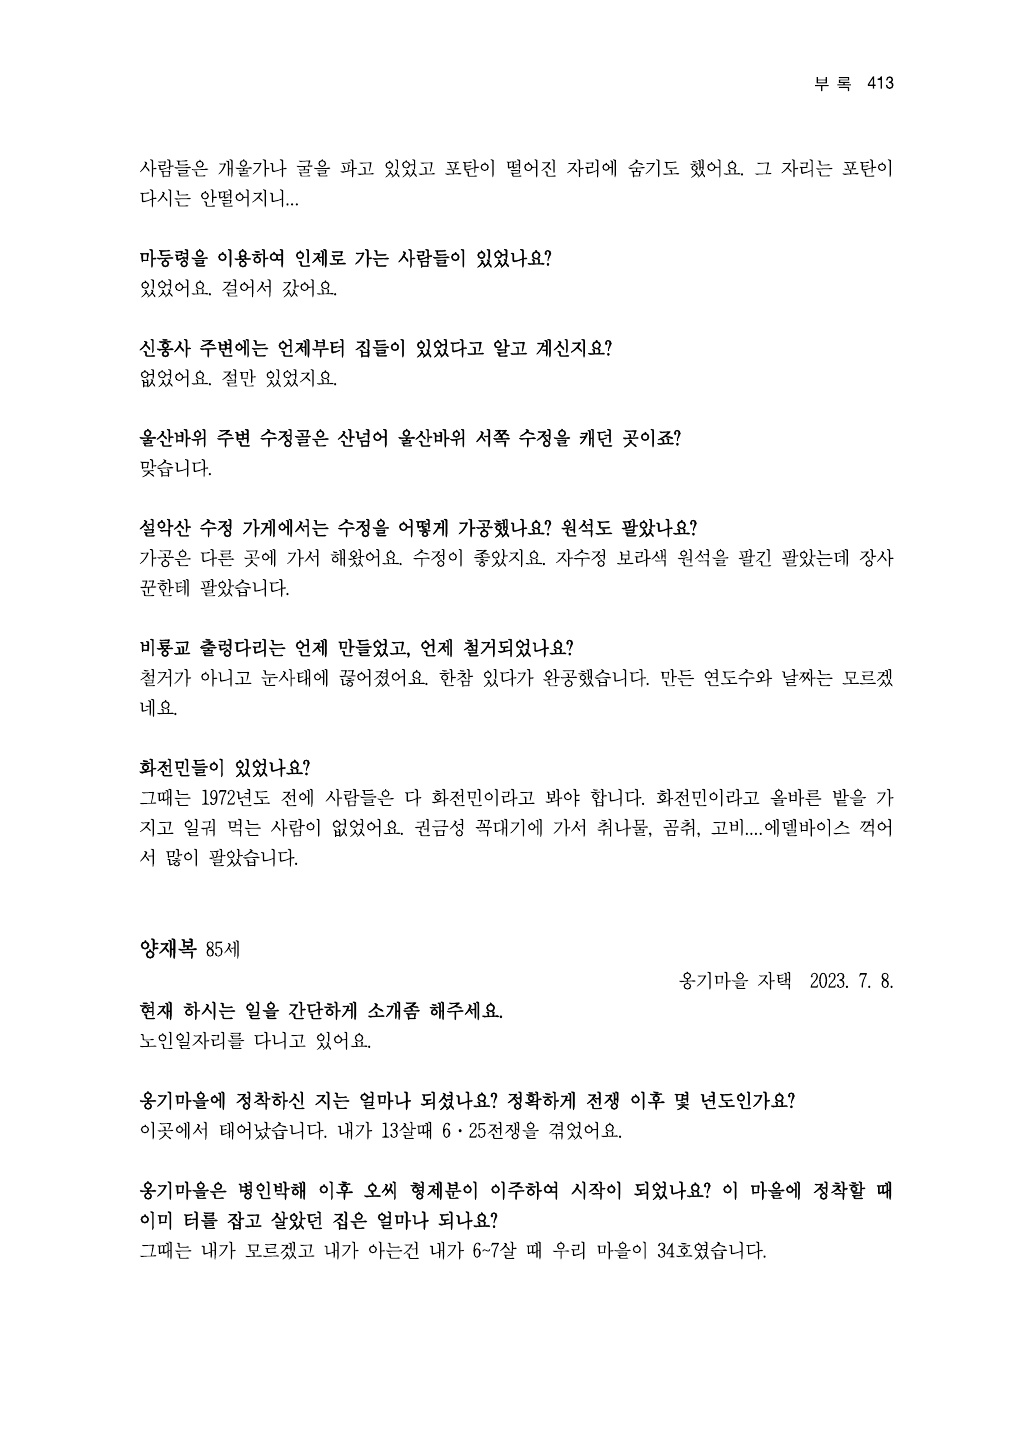 부 록 413
사람들은 개울가나 굴을 파고 있었고 포탄이 떨어진 자리에 숨기도 했어요. 그 자리는 포탄이
다시는 안떨어지니...
마등령을 이용하여 인제로 가는 사람들이 있었나요?
있었어요. 걸어서 갔어요.
신흥사 주변에는 언제부터 집들이 있었다고 알고 계신지요?
없었어요. 절만 있었지요.
울산바위 주변 수정골은 산넘어 울산바위 서쪽 수정을 캐던 곳이죠?
맞습니다.
설악산 수정 가게에서는 수정을 어떻게 가공했나요? 원석도 팔았나요?
가공은 다른 곳에 가서 해왔어요. 수정이 좋았지요. 자수정 보라색 원석을 팔긴 팔았는데 장사
꾼한테 팔았습니다.
비룡교 출렁다리는 언제 만들었고, 언제 철거되었나요?
철거가 아니고 눈사태에 끊어졌어요. 한참 있다가 완공했습니다. 만든 연도수와 날짜는 모르겠
네요.
화전민들이 있었나요?
그때는 1972년도 전에 사람들은 다 화전민이라고 봐야 합니다. 화전민이라고 올바른 밭을 가
지고 일궈 먹는 사람이 없었어요. 권금성 꼭대기에 가서 취나물, 곰취, 고비....에델바이스 꺽어
서 많이 팔았습니다.
양재복 85세
옹기마을 자택 2023. 7. 8.
현재 하시는 일을 간단하게 소개좀 해주세요.
노인일자리를 다니고 있어요.
옹기마을에 정착하신 지는 얼마나 되셨나요? 정확하게 전쟁 이후 몇 년도인가요?
이곳에서 태어났습니다. 내가 13살때 6·25전쟁을 겪었어요.
옹기마을은 병인박해 이후 오씨 형제분이 이주하여 시작이 되었나요? 이 마을에 정착할 때
이미 터를 잡고 살았던 집은 얼마나 되나요?
그때는 내가 모르겠고 내가 아는건 내가 6~7살 때 우리 마을이 34호였습니다.